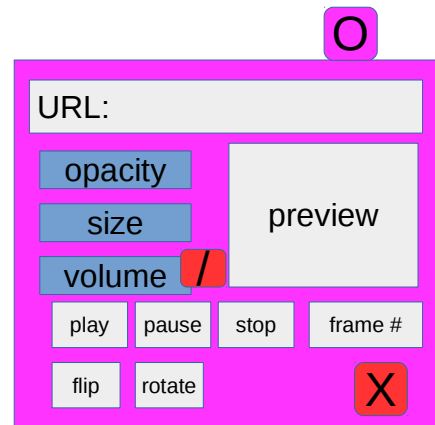 O
URL:
opacity
size
preview
volume /
play pause stop frame #
flip rotate X